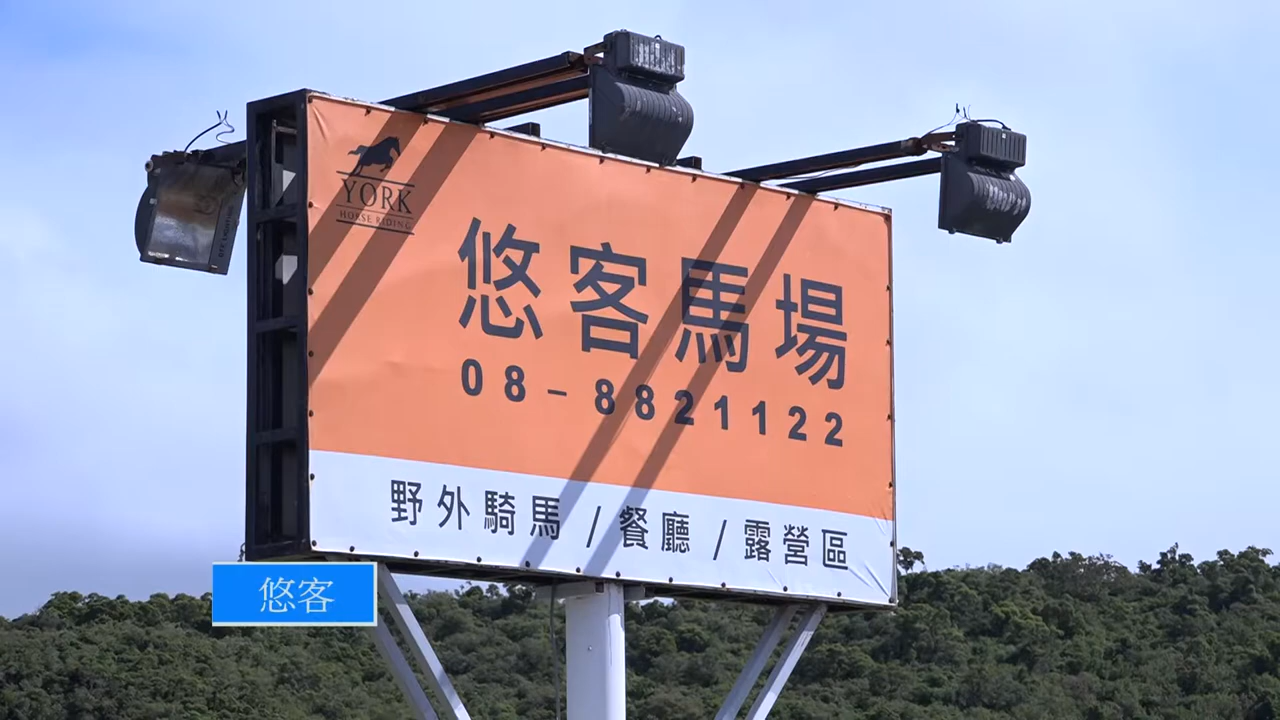 YORK
HORSE RIDING
悠客馬場
08-8821122
野外騎馬 / 餐廳 / 露營區
悠客